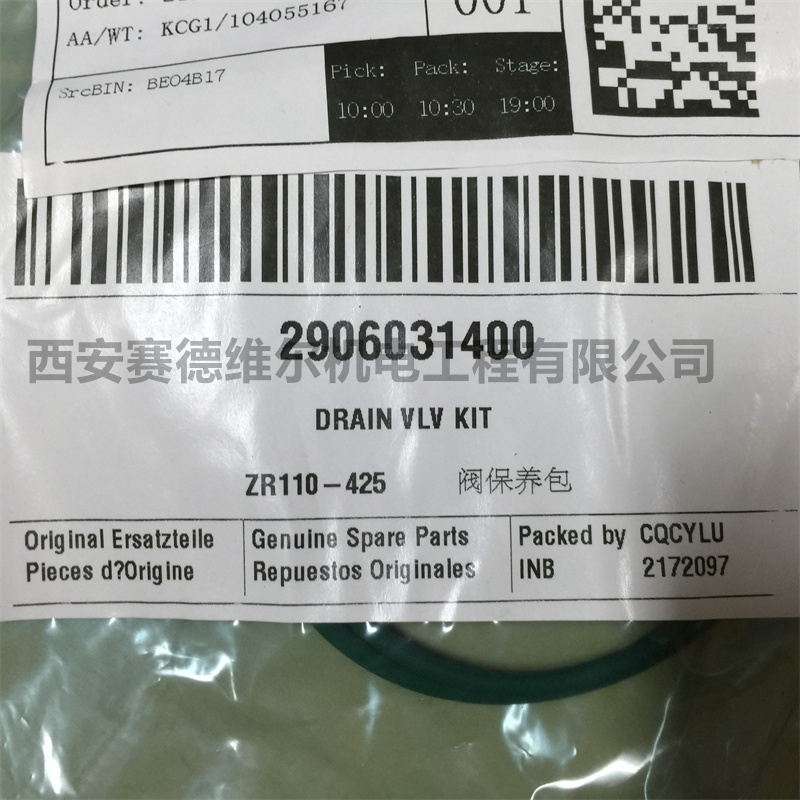 Order:
001
AA/WT: KCG1/104055167
SrcBIN: BE04B17
Pick: Pack: Stage:
10:00 10:30 19:00
2906031400
西安赛德维尔机电工程有限公司
DRAIN VLV KIT
ZR110-425 阀保养包
Original Ersatzteile Genuine Spare Parts Packed by CQCYLU
Pieces d?Origine Repuestos Originales INB 2172097